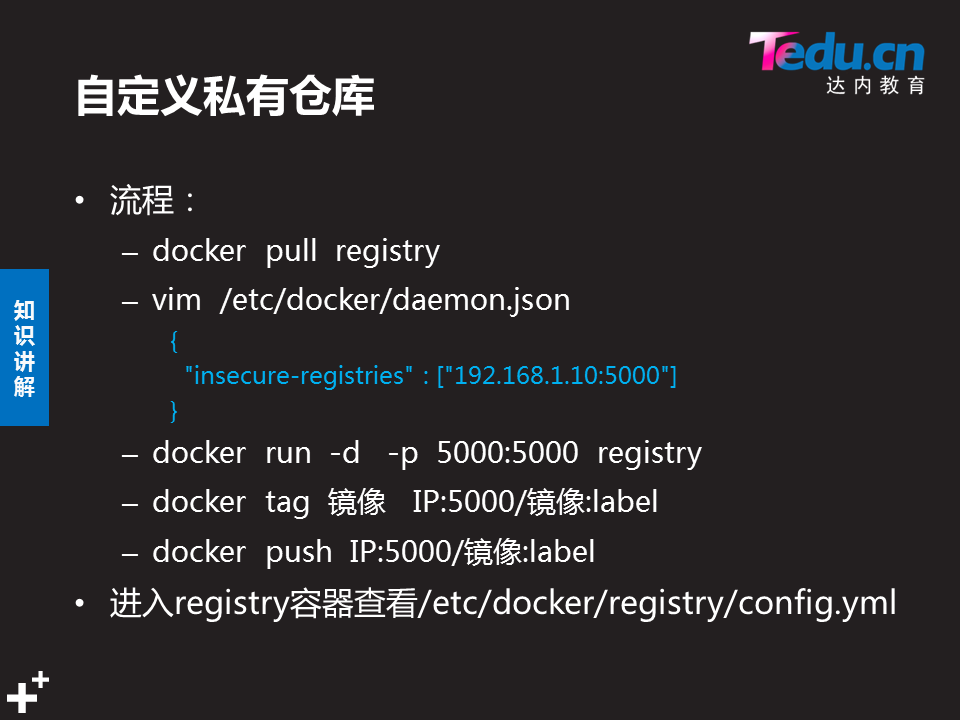 Tedu.cn
达内教育
自定义私有仓库
• 流程：
– docker pull registry
– vim /etc/docker/daemon.json
{
"insecure-registries" : ["192.168.1.10:5000"]
}
– docker run -d -p 5000:5000 registry
– docker tag 镜像 IP:5000/镜像:label
– docker push IP:5000/镜像:label
• 进入registry容器查看/etc/docker/registry/config.yml
知识讲解